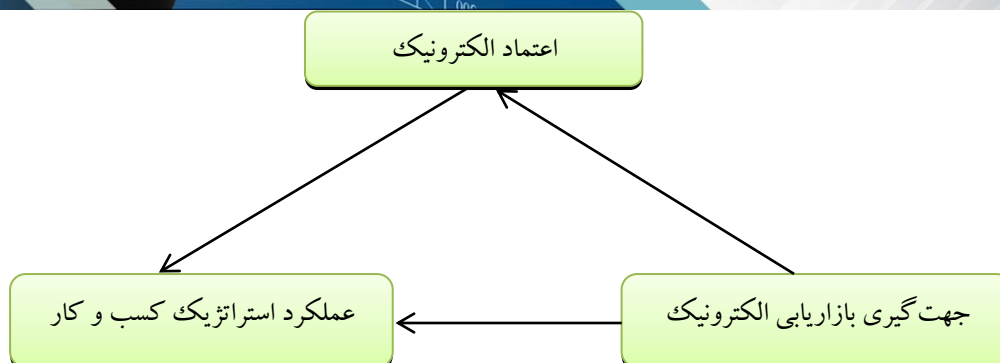 اعتماد الکترونیک
جهت‌گیری بازاریابی الکترونیک
عملکرد استراتژیک کسب و کار